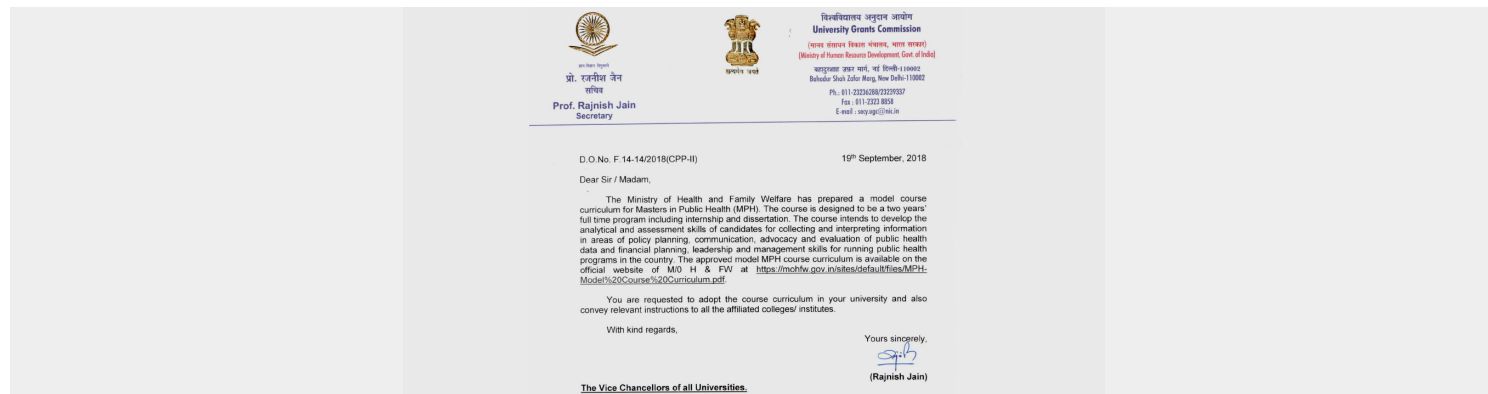 विश्वविद्यालय अनुदान आयोग
University Grants Commission
(मानव संसाधन विकास मंत्रालय, भारत सरकार)
(Ministry of Human Resource Development, Govt. of India)
बहादुरशाह ज़फ़र मार्ग, नई दिल्ली-110002
Bahadur Shah Zafar Marg, New Delhi-110002
Ph.: 011-23236288/23239337
Fax : 011-2323 8858
E-mail : secy.ugc@nic.in
ज्ञान-विज्ञान विमुक्तये
सत्यमेव जयते
प्रो. रजनीश जैन
सचिव
Prof. Rajnish Jain
Secretary
D.O.No. F.14-14/2018(CPP-II)
19th September, 2018
Dear Sir / Madam,
The Ministry of Health and Family Welfare has prepared a model course
curriculum for Masters in Public Health (MPH). The course is designed to be a two years'
full time program including internship and dissertation. The course intends to develop the
analytical and assessment skills of candidates for collecting and interpreting information
in areas of policy planning, communication, advocacy and evaluation of public health
data and financial planning, leadership and management skills for running public health
programs in the country. The approved model MPH course curriculum is available on the
official website of M/0 H & FW at https://mohfw.gov.in/sites/default/files/MPH-
Model%20Course%20Curriculum.pdf.
You are requested to adopt the course curriculum in your university and also
convey relevant instructions to all the affiliated colleges/ institutes.
With kind regards,
Yours sincerely,
(Rajnish Jain)
The Vice Chancellors of all Universities.